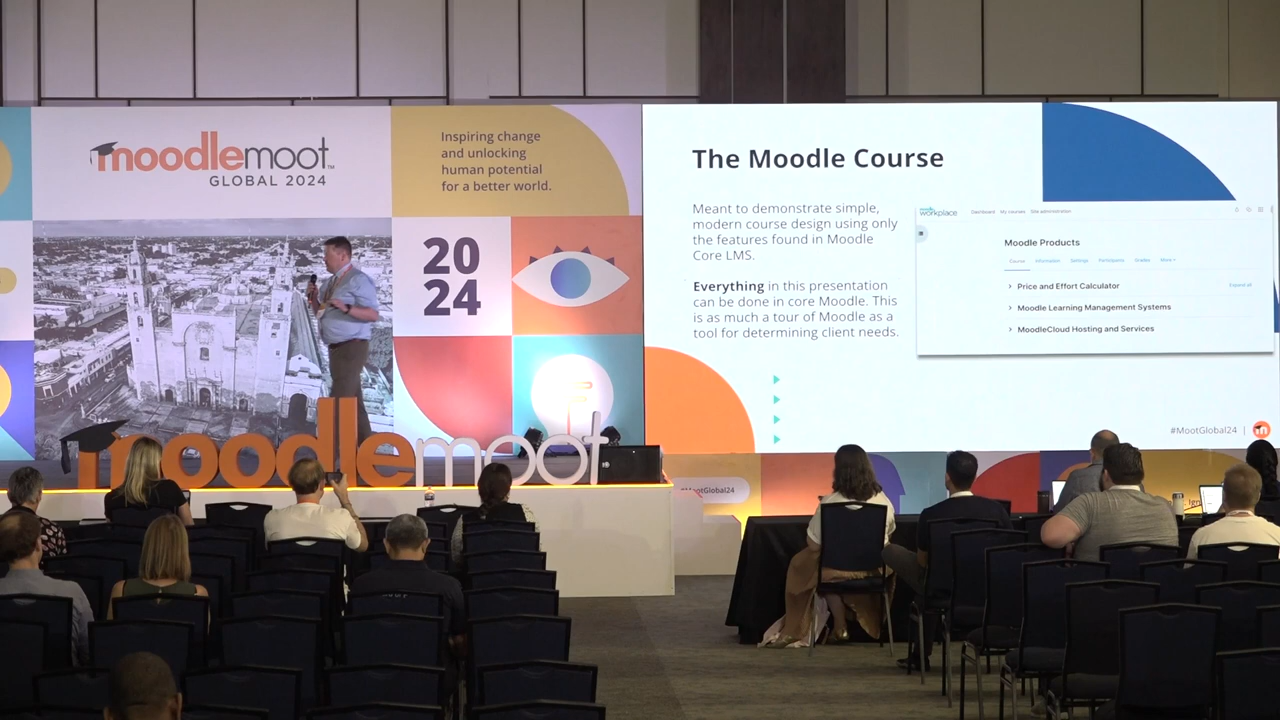 moodlemoot™
GLOBAL 2024
Inspiring change
and unlocking
human potential
for a better world.
20
24
moodlemoot
#MootGlobal24
The Moodle Course
Meant to demonstrate simple,
modern course design using only
the features found in Moodle
Core LMS.
Everything in this presentation
can be done in core Moodle. This
is as much a tour of Moodle as a
tool for determining client needs.
workplace
Dashboard My courses Site administration
Moodle Products
Course Information Settings Participants Grades More
Price and Effort Calculator
Expand all
Moodle Learning Management Systems
MoodleCloud Hosting and Services
#MootGlobal24 |